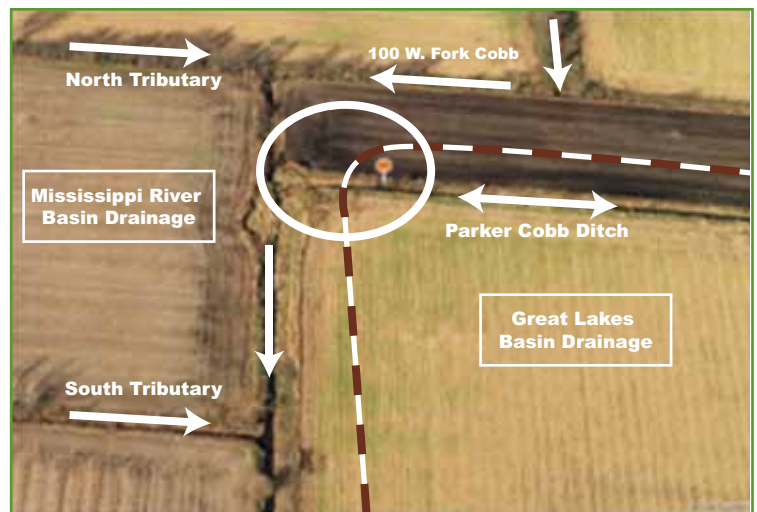 100 W. Fork Cobb
North Tributary
Mississippi River
Basin Drainage
Parker Cobb Ditch
Great Lakes
Basin Drainage
South Tributary